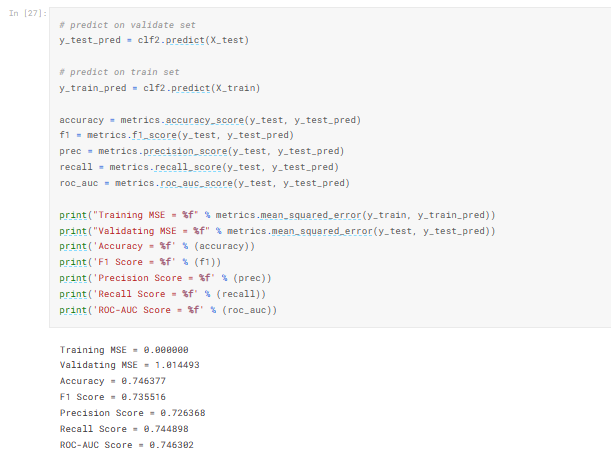 In [27]:
# predict on validate set
y_test_pred = clf2.predict(X_test)
# predict on train set
y_train_pred = clf2.predict(X_train)
accuracy = metrics.accuracy_score(y_test, y_test_pred)
f1 = metrics.f1_score(y_test, y_test_pred)
prec = metrics.precision_score(y_test, y_test_pred)
recall = metrics.recall_score(y_test, y_test_pred)
roc_auc = metrics.roc_auc_score(y_test, y_test_pred)
print("Training MSE = %f" % metrics.mean_squared_error(y_train, y_train_pred))
print("Validating MSE = %f" % metrics.mean_squared_error(y_test, y_test_pred))
print('Accuracy = %f' % (accuracy))
print('F1 Score = %f' % (f1))
print('Precision Score = %f' % (prec))
print('Recall Score = %f' % (recall))
print('ROC-AUC Score = %f' % (roc_auc))
Training MSE = 0.000000
Validating MSE = 1.014493
Accuracy = 0.746377
F1 Score = 0.735516
Precision Score = 0.726368
Recall Score = 0.744898
ROC-AUC Score = 0.746302